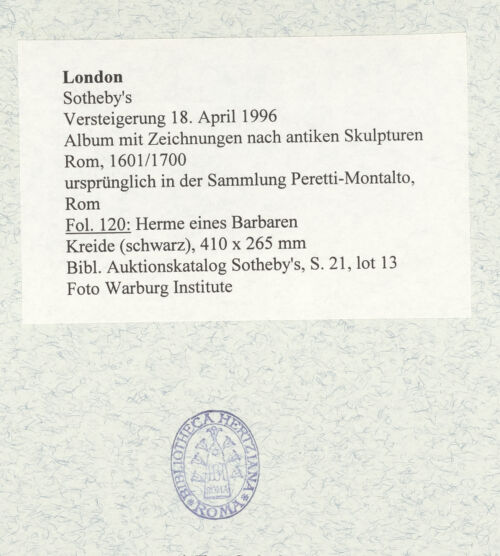 London
Sotheby's
Versteigerung 18. April 1996
Album mit Zeichnungen nach antiken Skulpturen
Rom, 1601/1700
ursprünglich in der Sammlung Peretti-Montalto,
Rom
Fol. 120: Herme eines Barbaren
Kreide (schwarz), 410 x 265 mm
Bibl. Auktionskatalog Sotheby's, S. 21, lot 13
Foto Warburg Institute
BIBLIOTHECA HERTZIANA
ROMA